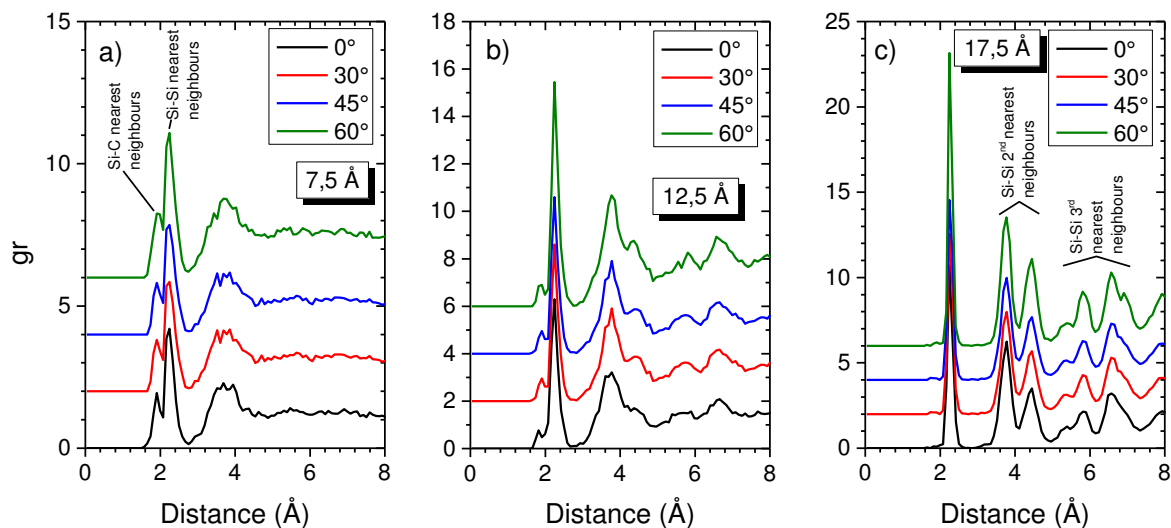 a)
Si-C nearest
neighbours
Si-Si nearest
neighbours
0°
30°
45°
60°
7,5 Å
15
10
5
0
gr
0 2 4 6 8
Distance (Å)
b)
0°
30°
45°
60°
12,5 Å
18
16
14
12
10
8
6
4
2
0
0 2 4 6 8
Distance (Å)
c)
17,5 Å
0°
30°
45°
60°
Si-Si 2nd nearest
neighbours
Si-Si 3rd
nearest
neighbours
25
20
15
10
5
0
0 2 4 6 8
Distance (Å)